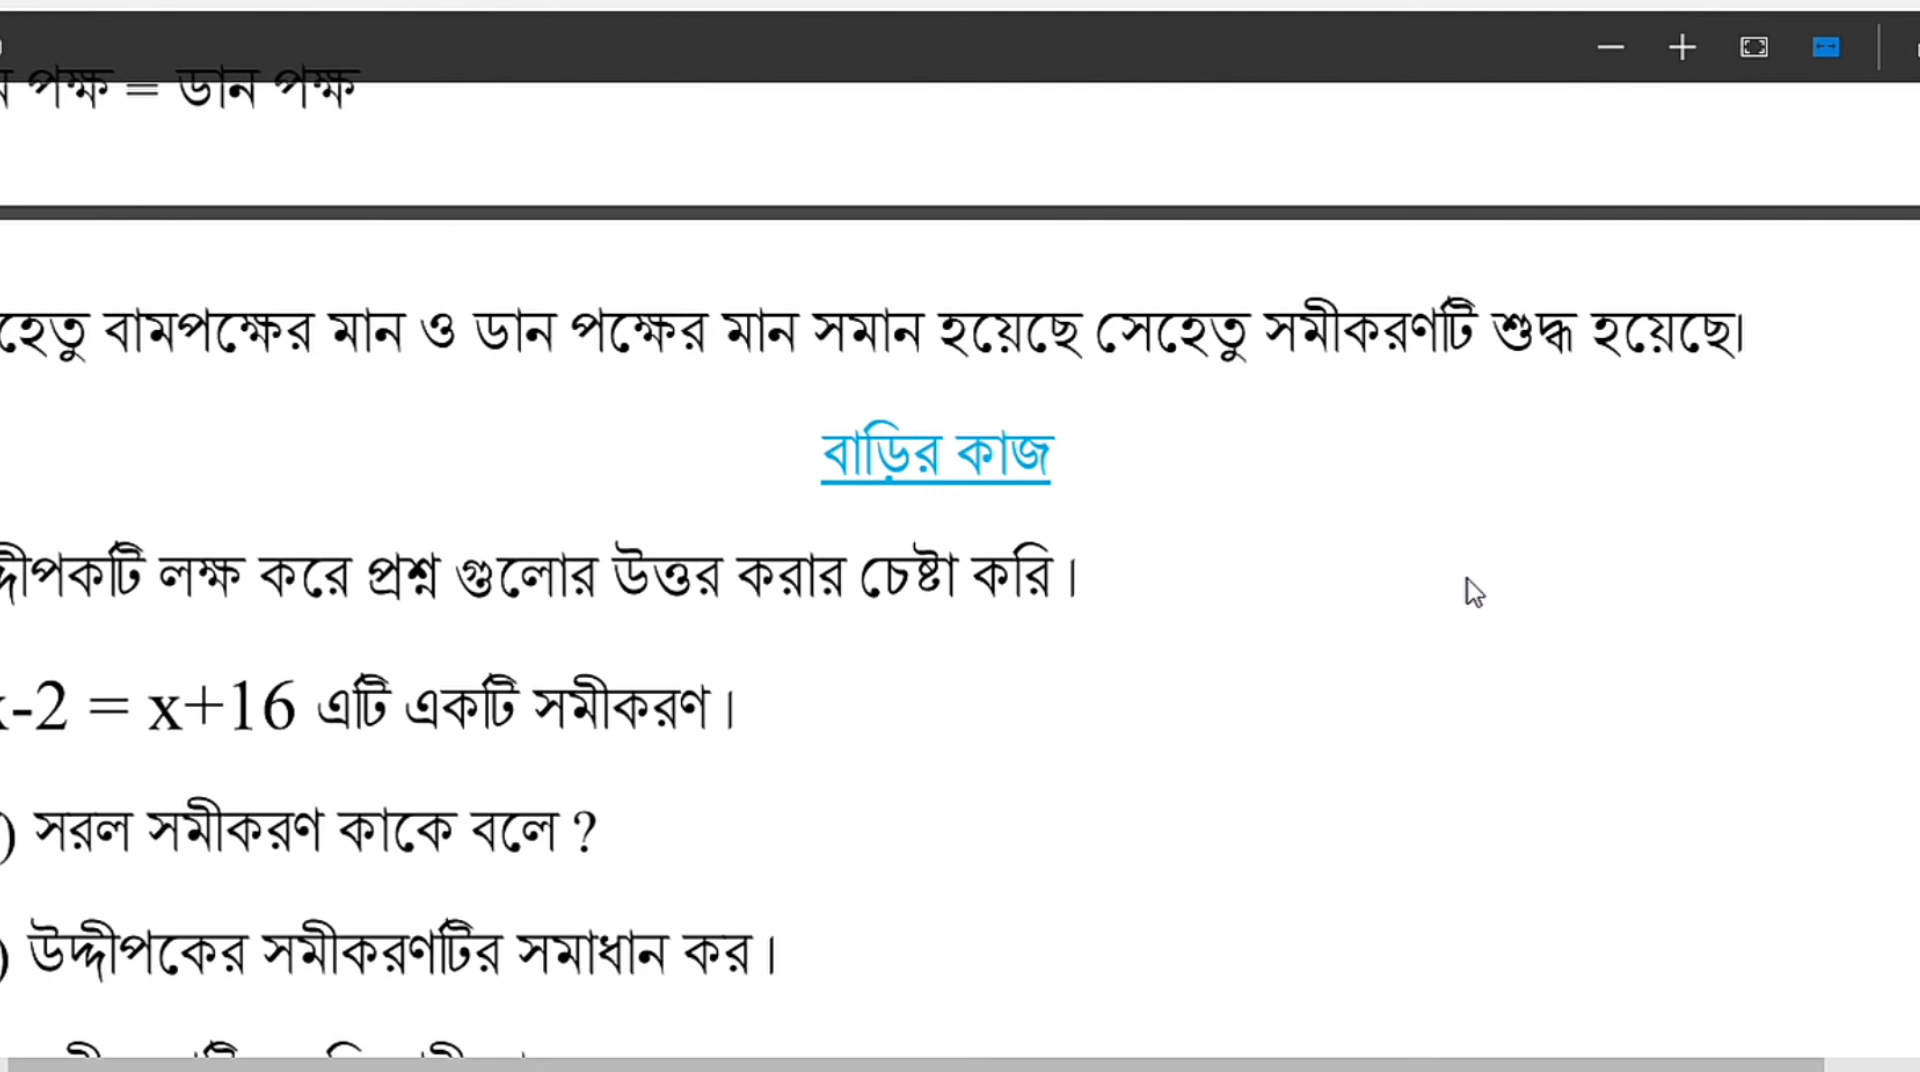 পক্ষ = ডান পক্ষ
বামপক্ষের মান ও ডান পক্ষের মান সমান হয়েছে সেহেতু সমীকরণটি শুদ্ধ হয়েছে।
বাড়ির কাজ
লক্ষ করে প্রশ্ন গুলোর উত্তর করার চেষ্টা করি।
-2 = x+16 এটি একটি সমীকরণ।
) সরল সমীকরণ কাকে বলে ?
) উদ্দীপকের সমীকরণটির সমাধান কর।